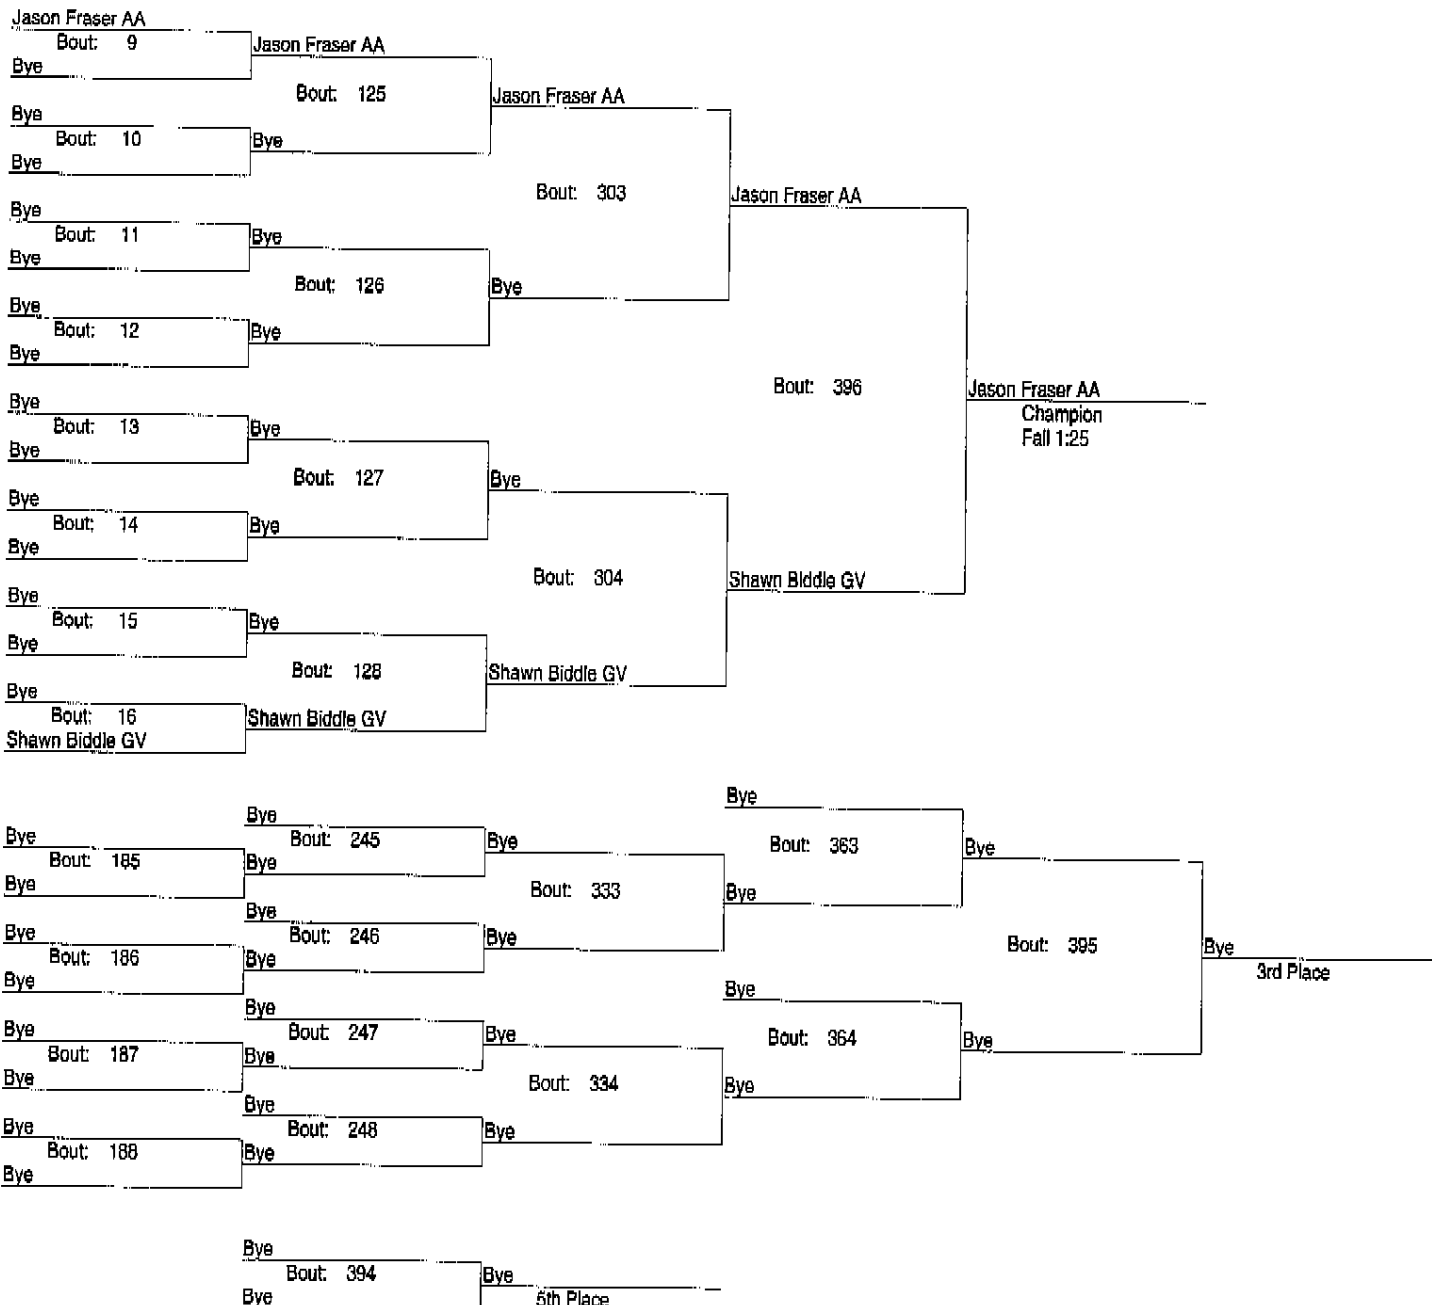 Jason Fraser AA
Bout: 9
Jason Fraser AA
Bye
Bout: 125
Jason Fraser AA
Bye
Bout: 10
Bye
Bye
Bout: 303
Jason Fraser AA
Bye
Bout: 11
Bye
Bye
Bout: 126
Bye
Bye
Bout: 12
Bye
Bye
Bout: 396
Jason Fraser AA
Champion
Fall 1:25
Bye
Bout: 13
Bye
Bye
Bout: 127
Bye
Bye
Bout: 14
Bye
Bye
Bout: 304
Shawn Biddle GV
Bye
Bout: 15
Bye
Bye
Bout: 128
Shawn Biddle GV
Bye
Bout: 16
Shawn Biddle GV
Shawn Biddle GV
Bye
Bye
Bye
Bout: 245
Bye
Bout: 363
Bye
Bout: 185
Bye
Bye
Bout: 333
Bye
Bye
Bout: 246
Bye
Bye
Bout: 186
Bye
Bye
Bout: 395
Bye
3rd Place
Bye
Bye
Bye
Bout: 247
Bye
Bout: 364
Bye
Bout: 187
Bye
Bye
Bout: 334
Bye
Bye
Bout: 248
Bye
Bye
Bout: 188
Bye
Bye
Bye
Bout: 394
Bye
Bye
5th Place